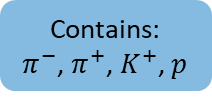 Contains:
π⁻, π⁺, K⁺, p